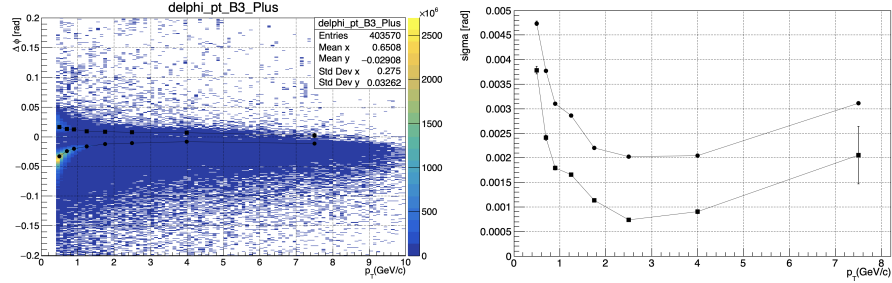 delphi_pt_B3_Plus
Δ ϕ [rad]
0.2
0.15
0.1
0.05
0
−0.05
−0.1
−0.15
−0.2
0 1 2 3 4 5 6 7 8 9 10
p_T(GeV/c)
delphi_pt_B3_Plus
Entries 403570
Mean x 0.6508
Mean y −0.02908
Std Dev x 0.275
Std Dev y 0.03262
×10⁶
2500
2000
1500
1000
500
0
sigma [rad]
0.005
0.0045
0.004
0.0035
0.003
0.0025
0.002
0.0015
0.001
0.0005
0
0 1 2 3 4 5 6 7 8
p_T(GeV/c)